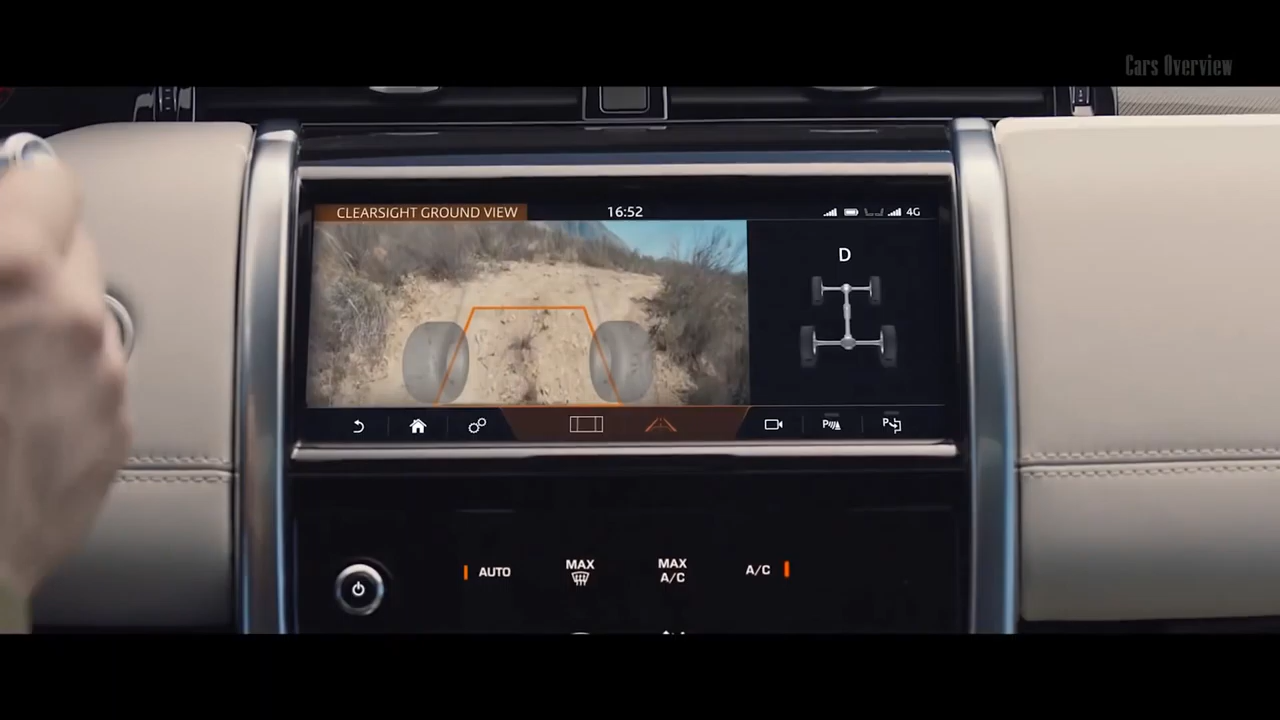 Cars Overview
CLEARSIGHT GROUND VIEW
16:52
4G
D
P
P
AUTO
MAX
MAX
A/C
A/C